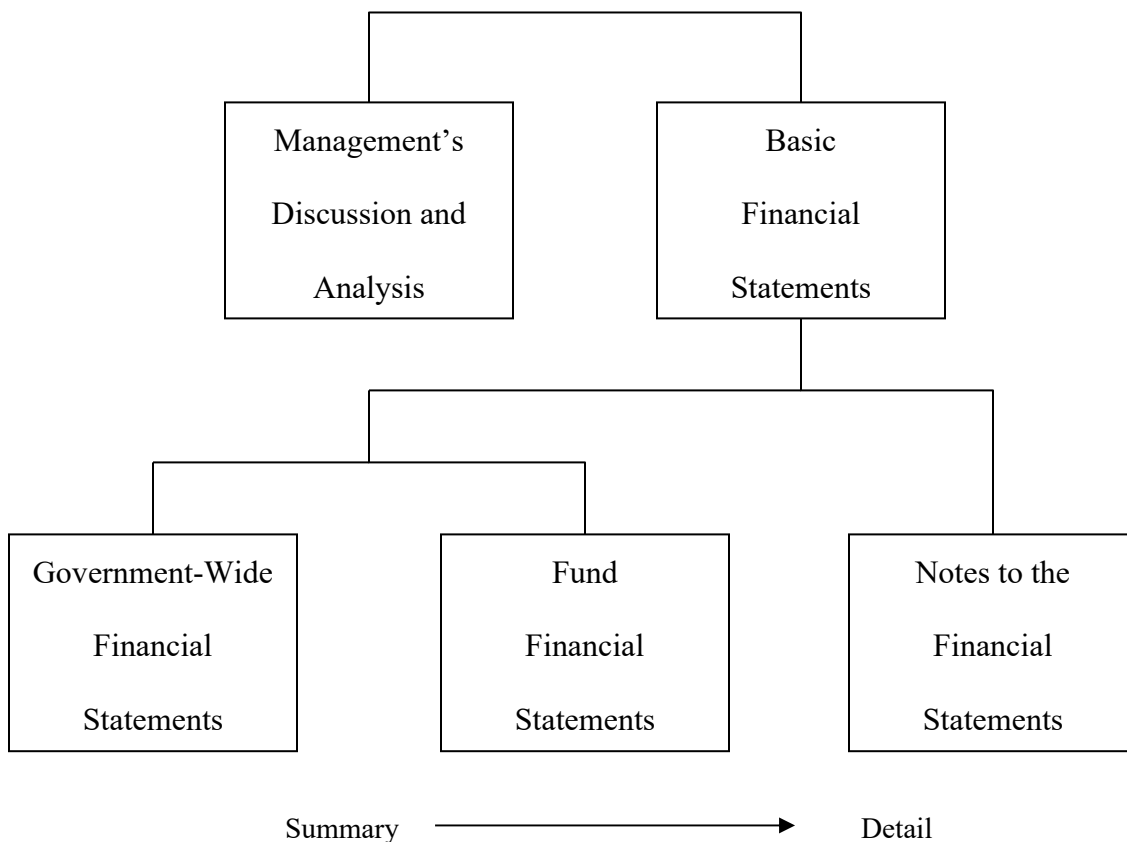 Management’s
Discussion and
Analysis
Basic
Financial
Statements
Government-Wide
Financial
Statements
Fund
Financial
Statements
Notes to the
Financial
Statements
Summary
Detail